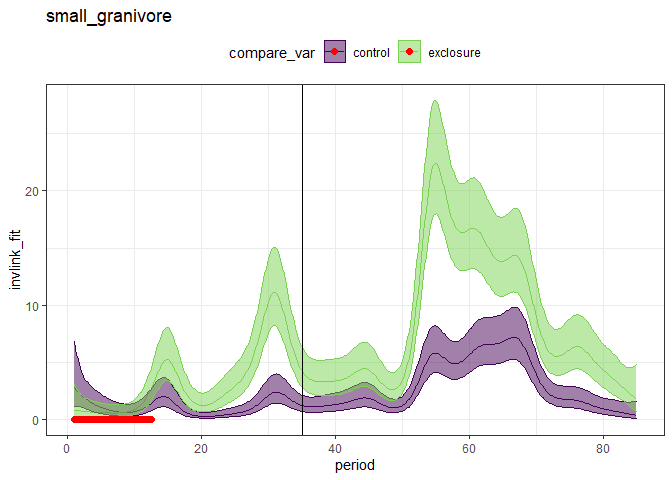 small_granivore
compare_var control exclosure
20
10
0
invlink_fit
0 20 40 60 80
period